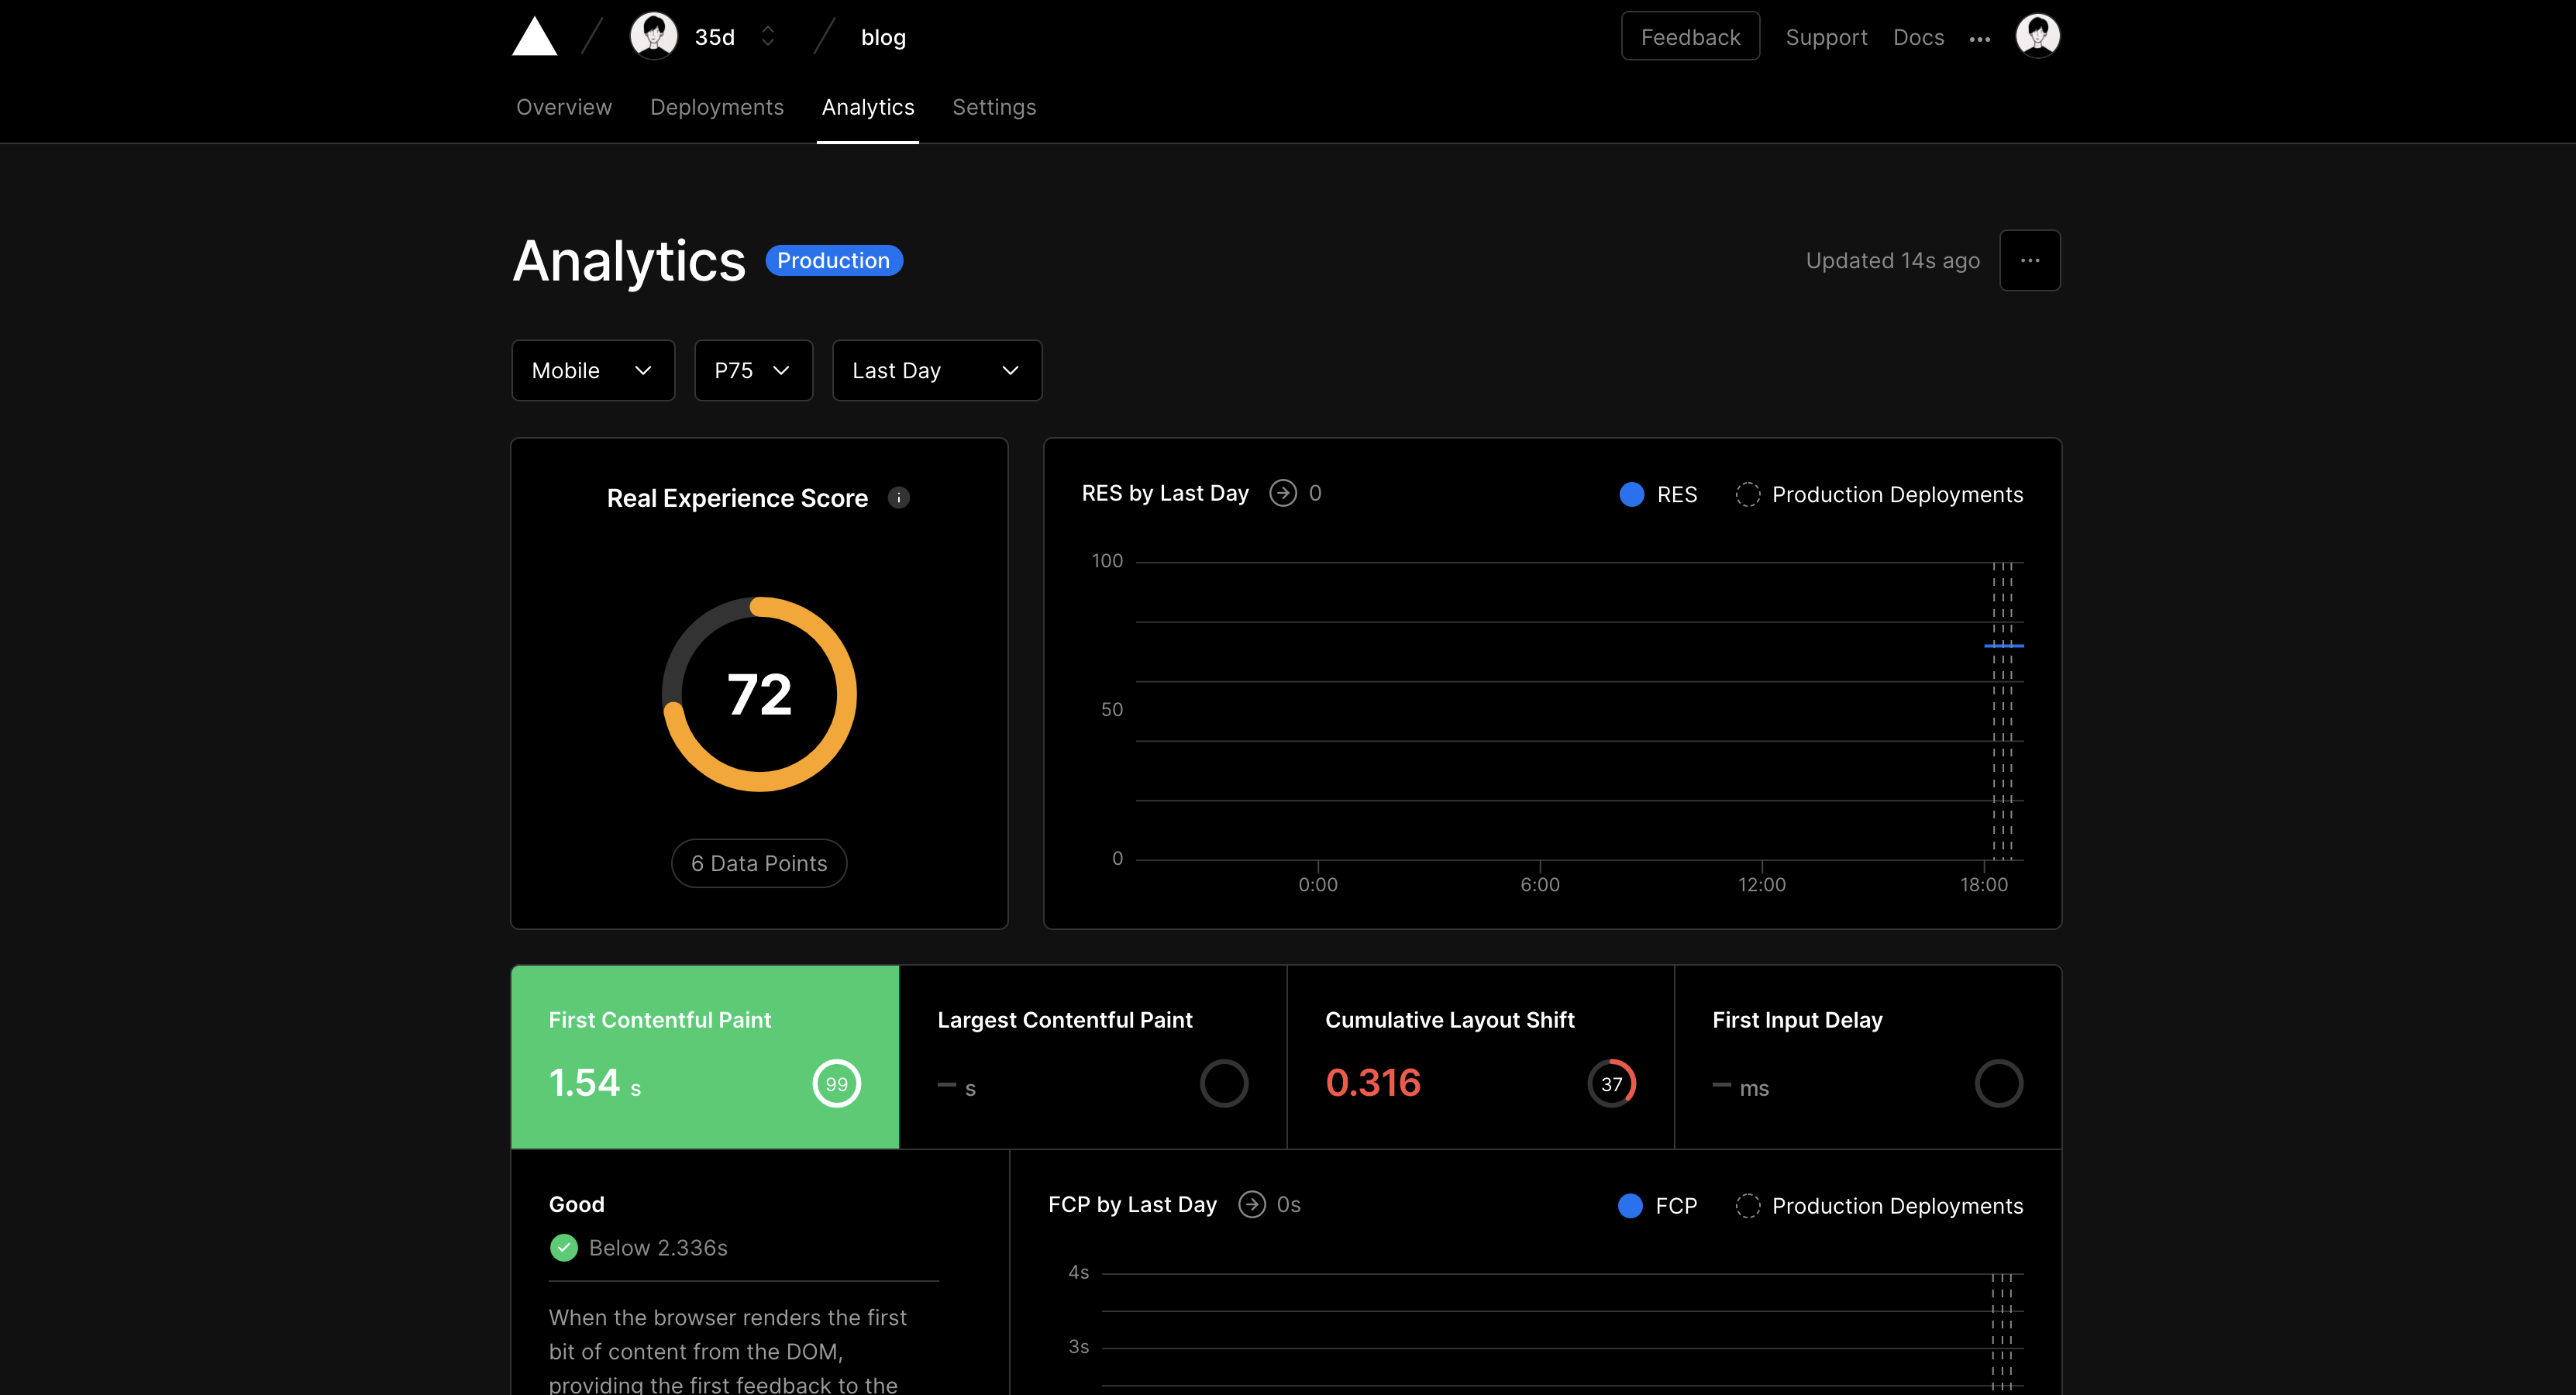 35d
blog
Feedback Support Docs
Overview Deployments Analytics Settings
Analytics Production
Updated 14s ago
Mobile P75 Last Day
Real Experience Score
72
6 Data Points
RES by Last Day 0
RES Production Deployments
100
50
0
0:00 6:00 12:00 18:00
First Contentful Paint
1.54 s 99
Largest Contentful Paint
– s
Cumulative Layout Shift
0.316 37
First Input Delay
– ms
Good
Below 2.336s
When the browser renders the first
bit of content from the DOM,
providing the first feedback to the
FCP by Last Day 0s
FCP Production Deployments
4s
3s